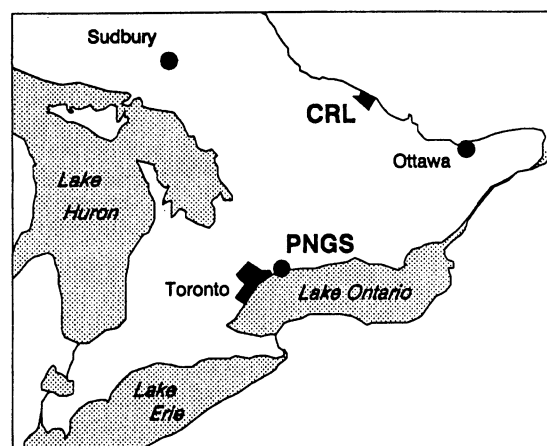 Sudbury
CRL
Ottawa
Lake
Huron
PNGS
Toronto
Lake Ontario
Lake
Erie